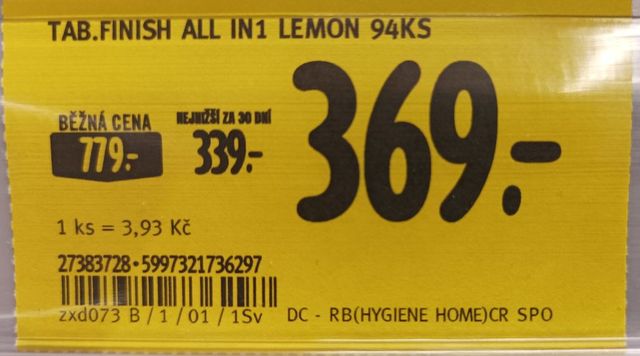 TAB.FINISH ALL IN1 LEMON 94KS
BĚŽNÁ CENA
779.-
NEJNIŽŠÍ ZA 30 DNÍ
339.-
369.-
1 ks = 3,93 Kč
27383728•5997321736297
zxd073 B / 1 / 01 / 1Sv DC - RB(HYGIENE HOME)CR SPO